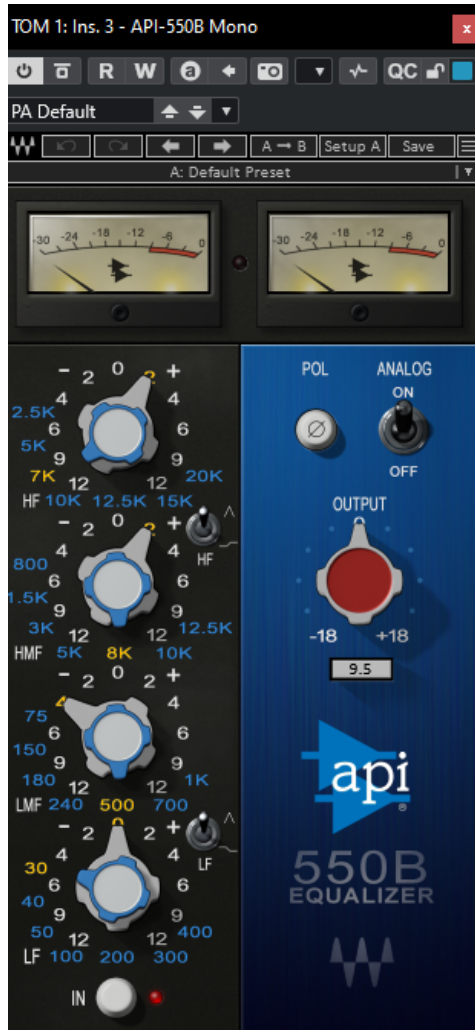 TOM 1: Ins. 3 - API-550B Mono
x
R W a QC
PA Default
A → B Setup A Save
A: Default Preset
-30 -24 -18 -12 -6 0
-30 -24 -18 -12 -6 0
- 2 0 2 +
4 4
2.5K 6 6
5K 9 9
7K 12 12 20K
HF 10K 12.5K 15K
- 2 0 2 +
HF
4 4
800 6 6
1.5K 9 9
3K 12 12 12.5K
HMF 5K 8K 10K
- 2 0 2 +
4 4
75 6 6
150 9 9
180 12 12 1K
LMF 240 500 700
- 2 0 2 +
LF
4 4
30 6 6
40 9 9
50 12 12 400
LF 100 200 300
IN
POL ANALOG
ON
Ø
OFF
OUTPUT
0
-18 +18
9.5
api
®
550B
EQUALIZER